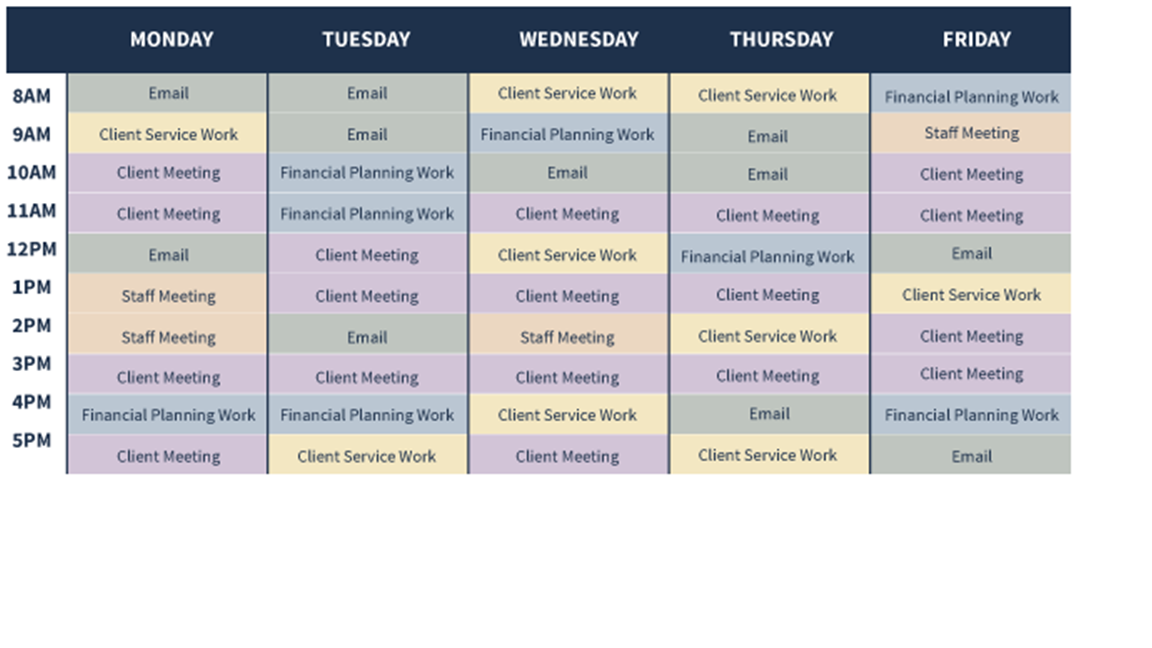 MONDAY TUESDAY WEDNESDAY THURSDAY FRIDAY
8AM Email Email Client Service Work Client Service Work Financial Planning Work
9AM Client Service Work Email Financial Planning Work Email Staff Meeting
10AM Client Meeting Financial Planning Work Email Email Client Meeting
11AM Client Meeting Financial Planning Work Client Meeting Client Meeting Client Meeting
12PM Email Client Meeting Client Service Work Financial Planning Work Email
1PM Staff Meeting Client Meeting Client Meeting Client Meeting Client Service Work
2PM Staff Meeting Email Staff Meeting Client Service Work Client Meeting
3PM Client Meeting Client Meeting Client Meeting Client Meeting Client Meeting
4PM Financial Planning Work Financial Planning Work Client Service Work Email Financial Planning Work
5PM Client Meeting Client Service Work Client Meeting Client Service Work Email